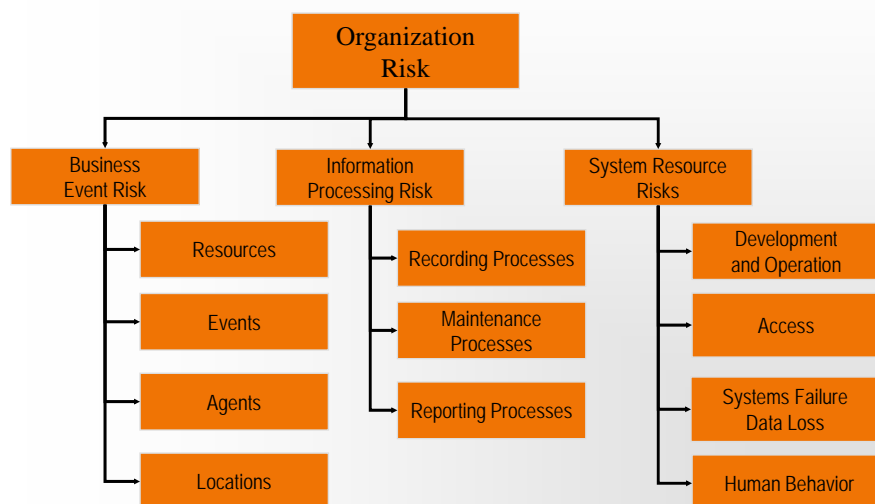 Organization
Risk
Business
Event Risk
Information
Processing Risk
System Resource
Risks
Resources
Events
Agents
Locations
Recording Processes
Maintenance
Processes
Reporting Processes
Development
and Operation
Access
Systems Failure
Data Loss
Human Behavior